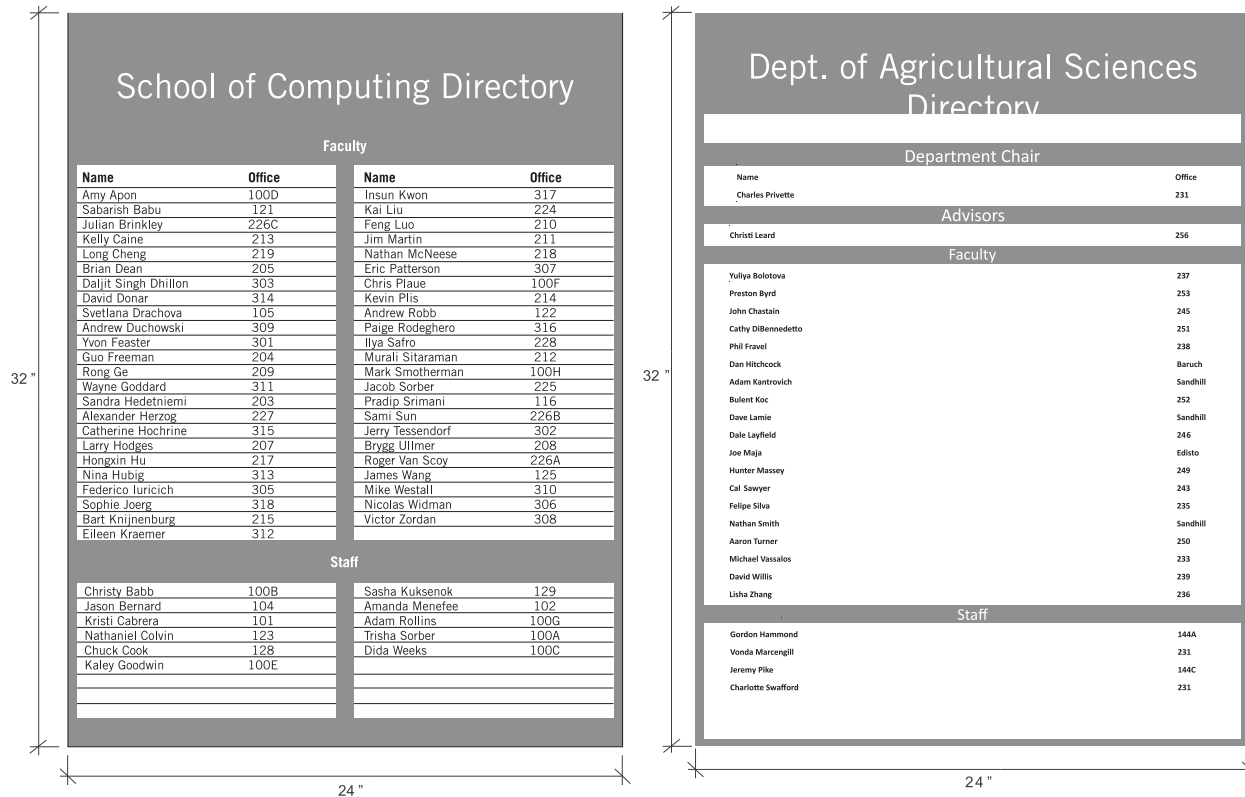 School of Computing Directory
Faculty
Name Office
Amy Apon 100D
Sabarish Babu 121
Julian Brinkley 226C
Kelly Caine 213
Long Cheng 219
Brian Dean 205
Daljit Singh Dhillon 303
David Donar 314
Svetlana Drachova 105
Andrew Duchowski 309
Yvon Feaster 301
Guo Freeman 204
Rong Ge 209
Wayne Goddard 311
Sandra Hedetniemi 203
Alexander Herzog 227
Catherine Hochrine 315
Larry Hodges 207
Hongxin Hu 217
Nina Hubig 313
Federico Iuricich 305
Sophie Joerg 318
Bart Knijnenburg 215
Eileen Kraemer 312
Name Office
Insun Kwon 317
Kai Liu 224
Feng Luo 210
Jim Martin 211
Nathan McNeese 218
Eric Patterson 307
Chris Plaue 100F
Kevin Plis 214
Andrew Robb 122
Paige Rodeghero 316
Ilya Safro 228
Murali Sitaraman 212
Mark Smotherman 100H
Jacob Sorber 225
Pradip Srimani 116
Sami Sun 226B
Jerry Tessendorf 302
Brygg Ullmer 208
Roger Van Scoy 226A
James Wang 125
Mike Westall 310
Nicolas Widman 306
Victor Zordan 308
Staff
Christy Babb 100B
Jason Bernard 104
Kristi Cabrera 101
Nathaniel Colvin 123
Chuck Cook 128
Kaley Goodwin 100E
Sasha Kuksenok 129
Amanda Menefee 102
Adam Rollins 100G
Trisha Sorber 100A
Dida Weeks 100C
32 "
24 "
Dept. of Agricultural Sciences
Directory
Department Chair
Name Office
Charles Privette 231
Advisors
Christi Leard 256
Faculty
Yuliya Bolotova 237
Preston Byrd 253
John Chastain 245
Cathy DiBennedetto 251
Phil Fravel 238
Dan Hitchcock Baruch
Adam Kantrovich Sandhill
Bulent Koc 252
Dave Lamie Sandhill
Dale Layfield 246
Joe Maja Edisto
Hunter Massey 249
Cal Sawyer 243
Felipe Silva 235
Nathan Smith Sandhill
Aaron Turner 250
Michael Vassalos 233
David Willis 239
Lisha Zhang 236
Staff
Gordon Hammond 144A
Vonda Marcengill 231
Jeremy Pike 144C
Charlotte Swafford 231
32 "
24 "